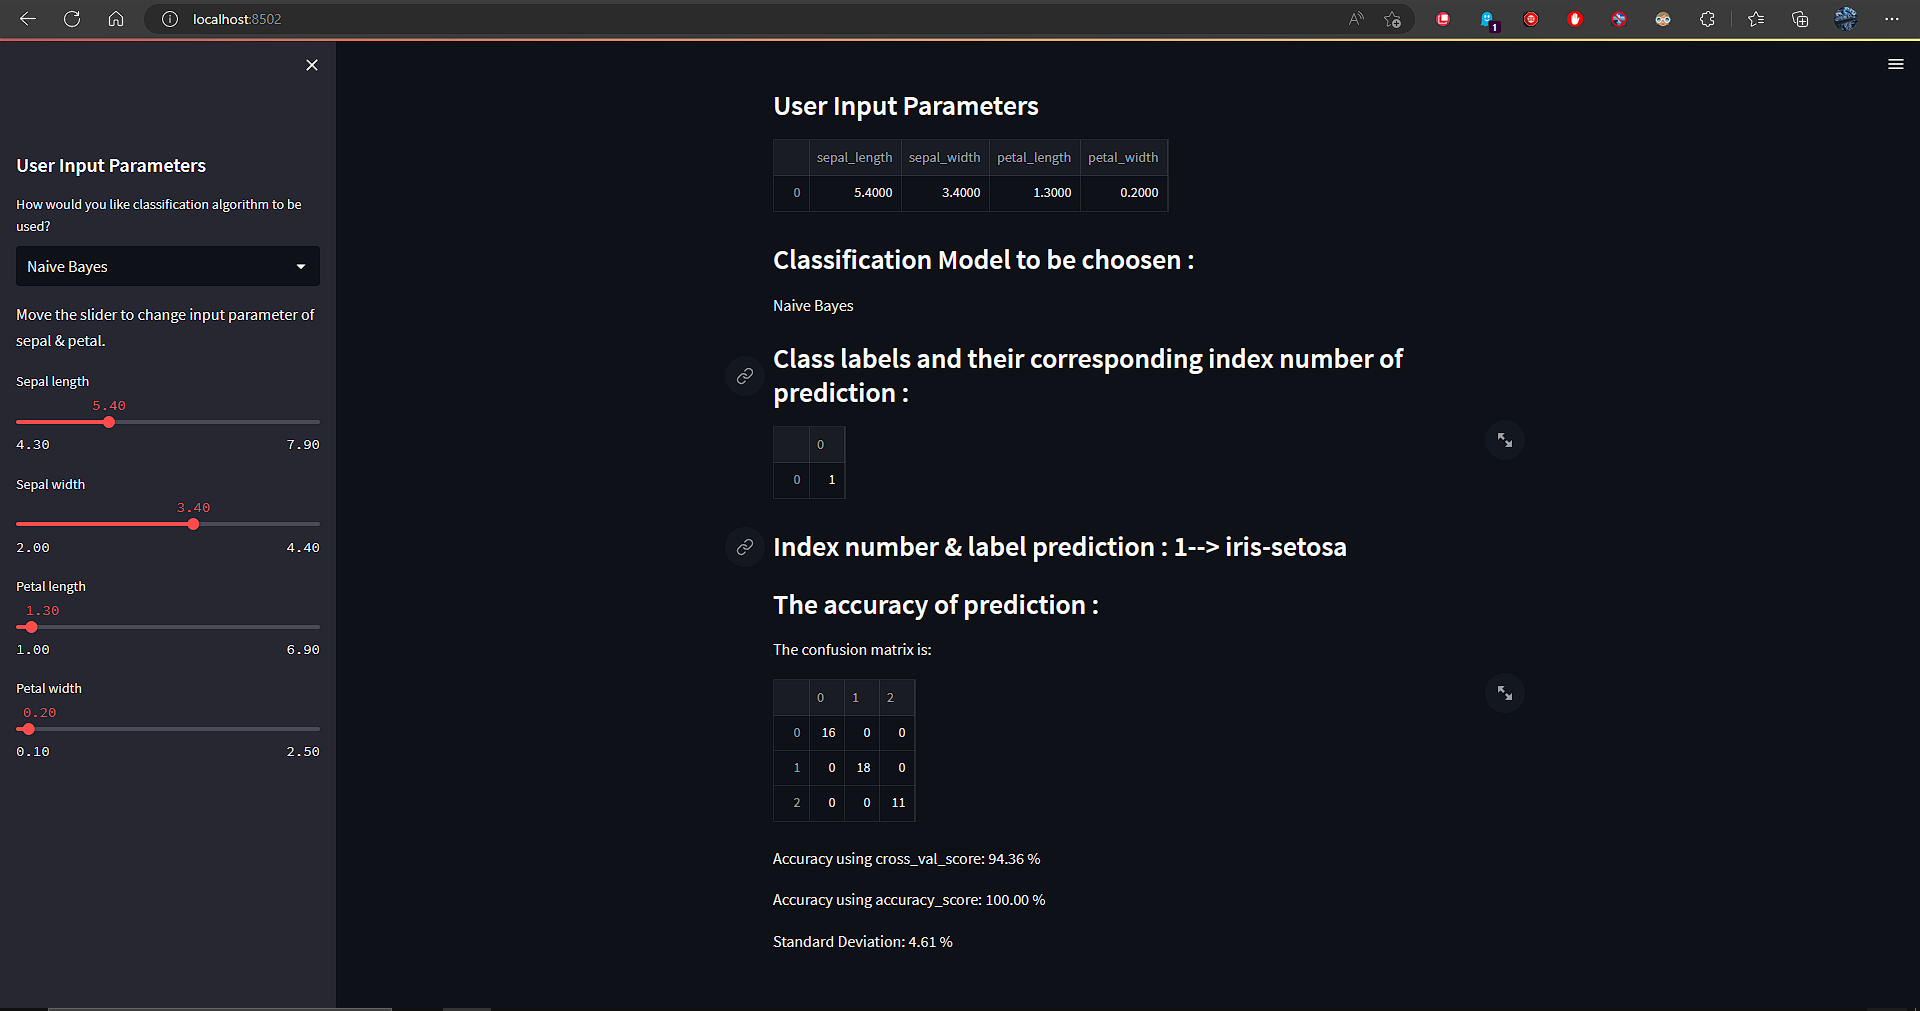 localhost:8502
1
User Input Parameters
How would you like classification algorithm to be
used?
Naive Bayes
Move the slider to change input parameter of
sepal & petal.
Sepal length
5.40
4.30 7.90
Sepal width
3.40
2.00 4.40
Petal length
1.30
1.00 6.90
Petal width
0.20
0.10 2.50
User Input Parameters
sepal_length sepal_width petal_length petal_width
0 5.4000 3.4000 1.3000 0.2000
Classification Model to be choosen :
Naive Bayes
Class labels and their corresponding index number of
prediction :
0
0 1
Index number & label prediction : 1--> iris-setosa
The accuracy of prediction :
The confusion matrix is:
0 1 2
0 16 0 0
1 0 18 0
2 0 0 11
Accuracy using cross_val_score: 94.36 %
Accuracy using accuracy_score: 100.00 %
Standard Deviation: 4.61 %